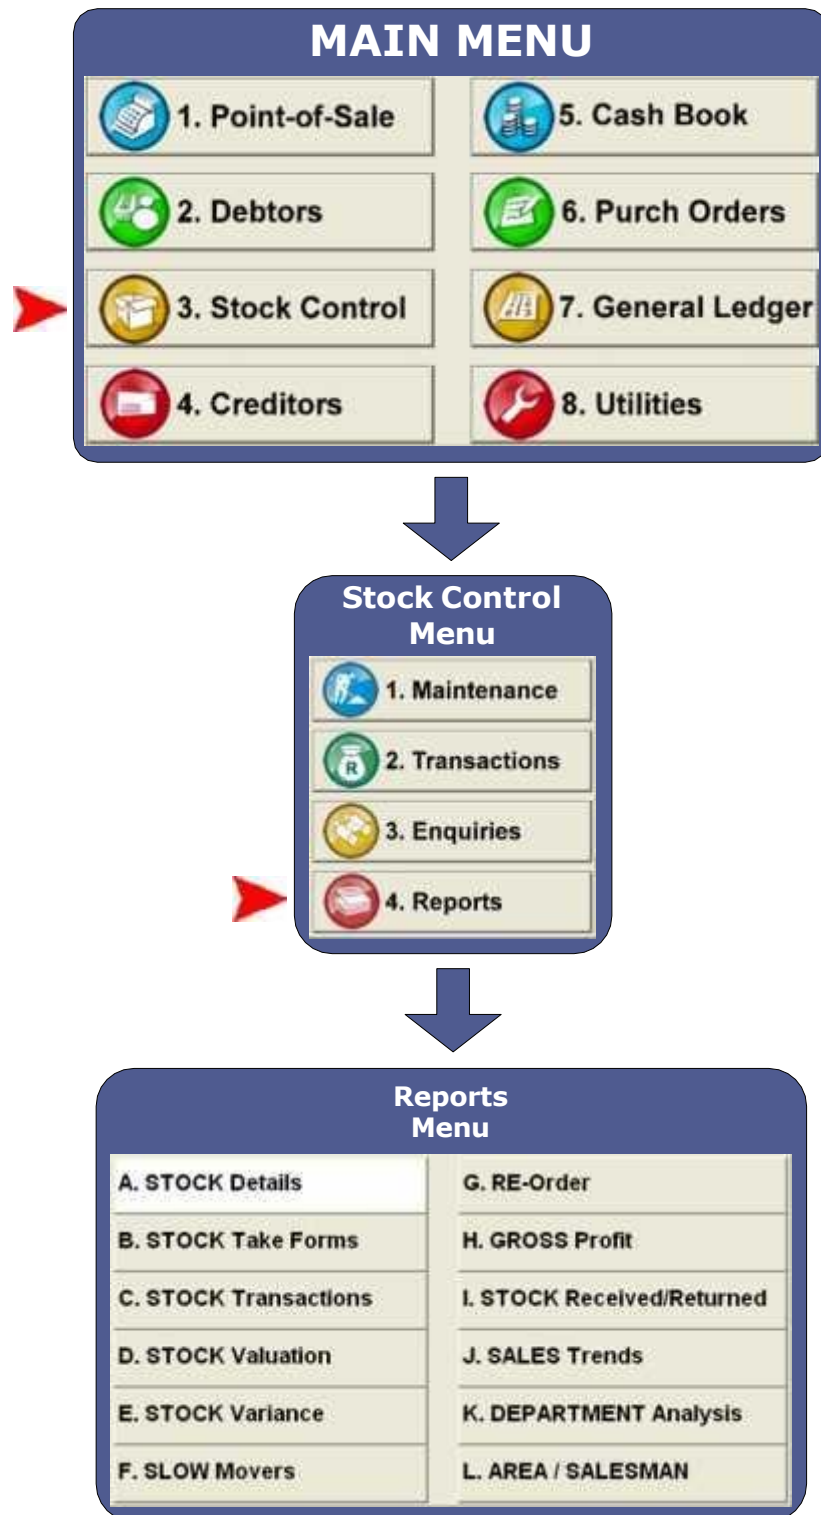 MAIN MENU
1. Point-of-Sale
2. Debtors
3. Stock Control
4. Creditors
5. Cash Book
6. Purch Orders
7. General Ledger
8. Utilities
Stock Control
Menu
1. Maintenance
R
2. Transactions
3. Enquiries
4. Reports
Reports
Menu
A. STOCK Details
B. STOCK Take Forms
C. STOCK Transactions
D. STOCK Valuation
E. STOCK Variance
F. SLOW Movers
G. RE-Order
H. GROSS Profit
I. STOCK Received/Returned
J. SALES Trends
K. DEPARTMENT Analysis
L. AREA / SALESMAN